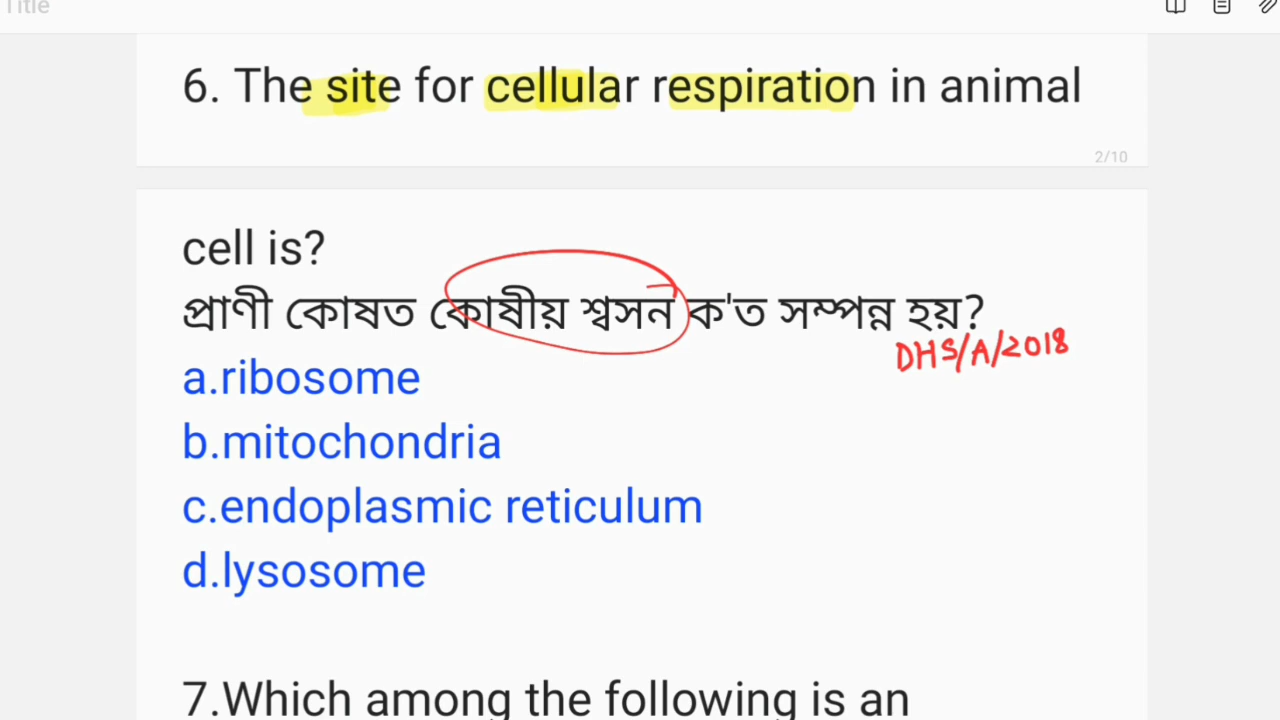 Title
6. The site for cellular respiration in animal
2/10
cell is?
প্ৰাণী কোষত কোষীয় শ্বসন ক'ত সম্পন্ন হয়?
DHS/A/2018
a.ribosome
b.mitochondria
c.endoplasmic reticulum
d.lysosome
7.Which among the following is an